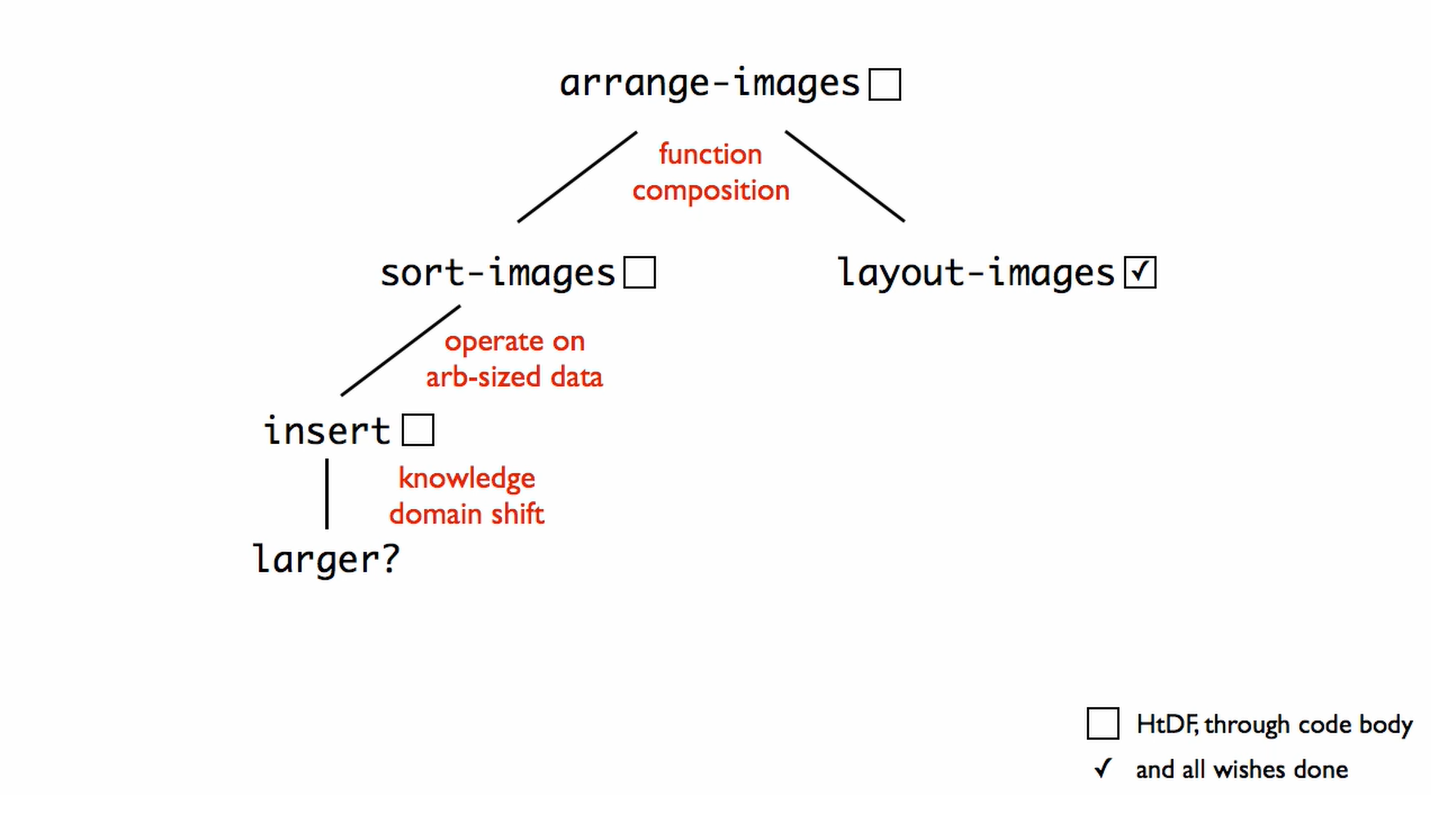 arrange-images
function
composition
sort-images
layout-images ✓
operate on
arb-sized data
insert
knowledge
domain shift
larger?
HtDF, through code body
✓ and all wishes done